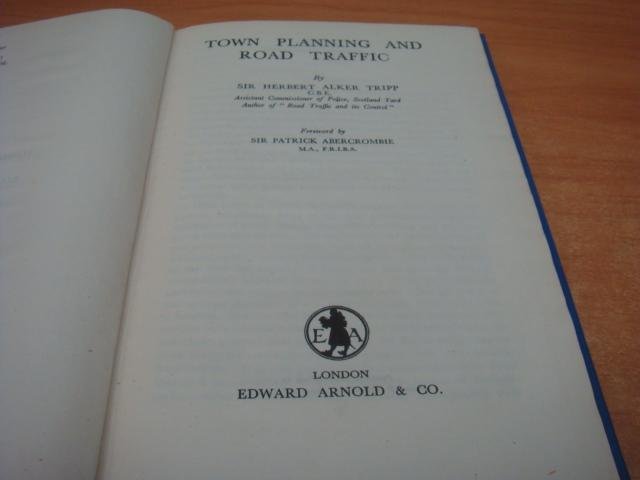 TOWN PLANNING AND
ROAD TRAFFIC
By
SIR HERBERT ALKER TRIPP
C.B.E.
Assistant Commissioner of Police, Scotland Yard
Author of "Road Traffic and its Control"
Foreword by
SIR PATRICK ABERCROMBIE
M.A., F.R.I.B.A.
E A
LONDON
EDWARD ARNOLD & CO.